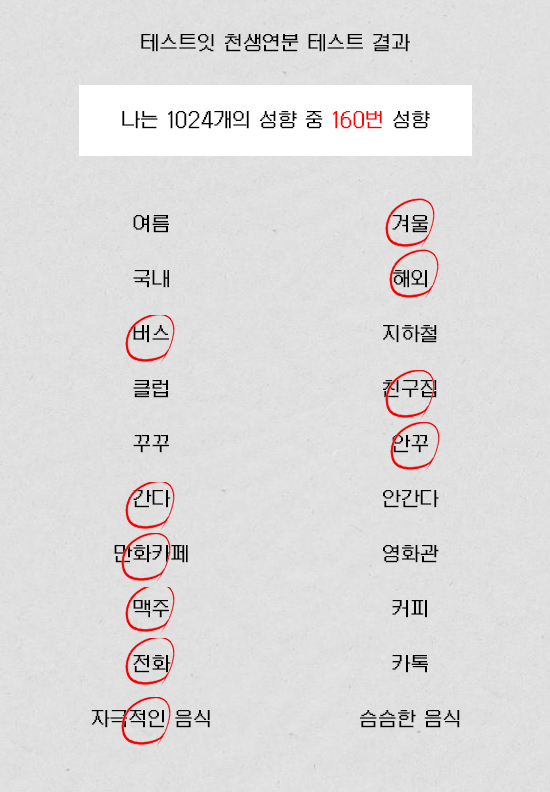 테스트잇 천생연분 테스트 결과
나는 1024개의 성향 중 160번 성향
여름 겨울
국내 해외
버스 지하철
클럽 친구집
꾸꾸 안꾸
간다 안간다
만화카페 영화관
맥주 커피
전화 카톡
자극적인 음식 슴슴한 음식